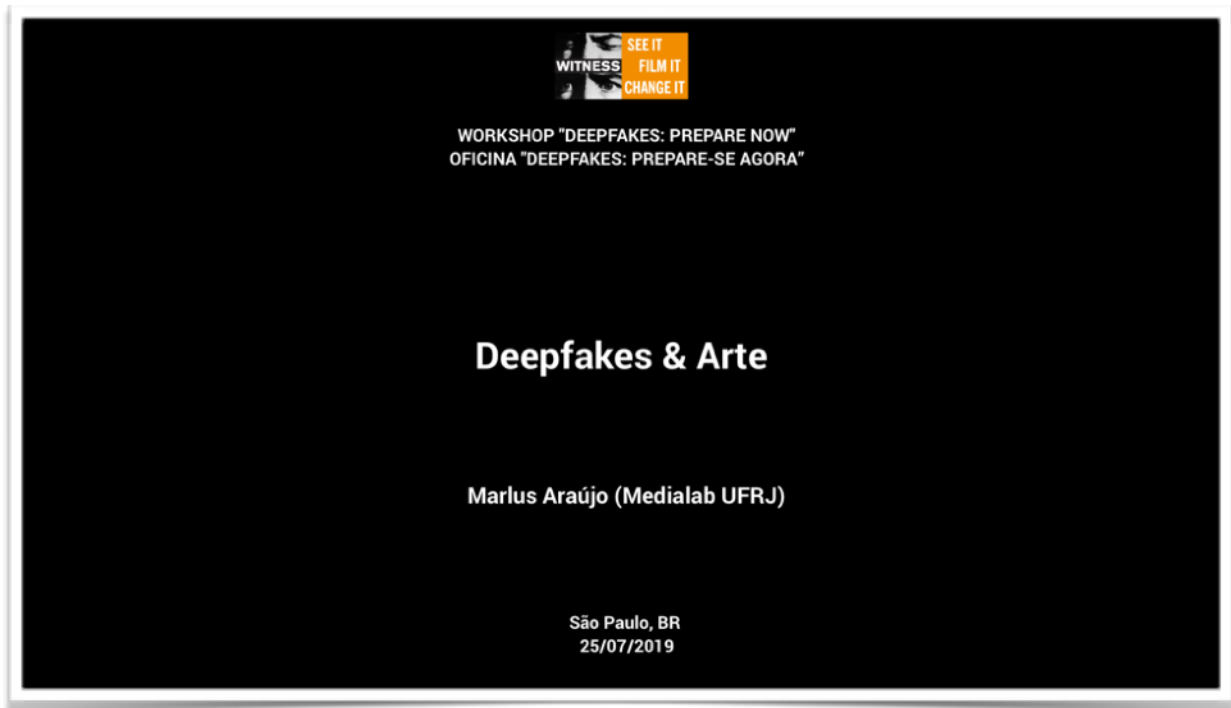 WITNESS
SEE IT
FILM IT
CHANGE IT
WORKSHOP "DEEPFAKES: PREPARE NOW"
OFICINA "DEEPFAKES: PREPARE-SE AGORA”
Deepfakes & Arte
Marlus Araújo (Medialab UFRJ)
São Paulo, BR
25/07/2019